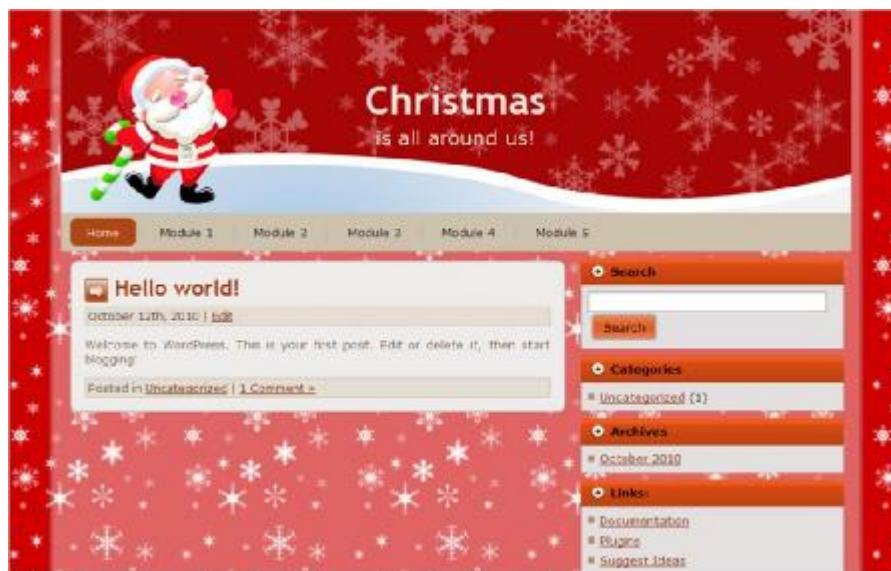 Christmas
is all around us!
Home Module 1 Module 2 Module 3 Module 4 Module 5
Hello world!
October 12th, 2010 | Edit
Welcome to WordPress. This is your first post. Edit or delete it, then start
blogging!
Posted in Uncategorized | 1 Comment »
Search
Search
Categories
Uncategorized (1)
Archives
October 2010
Links:
Documentation
Plugins
Suggest Ideas